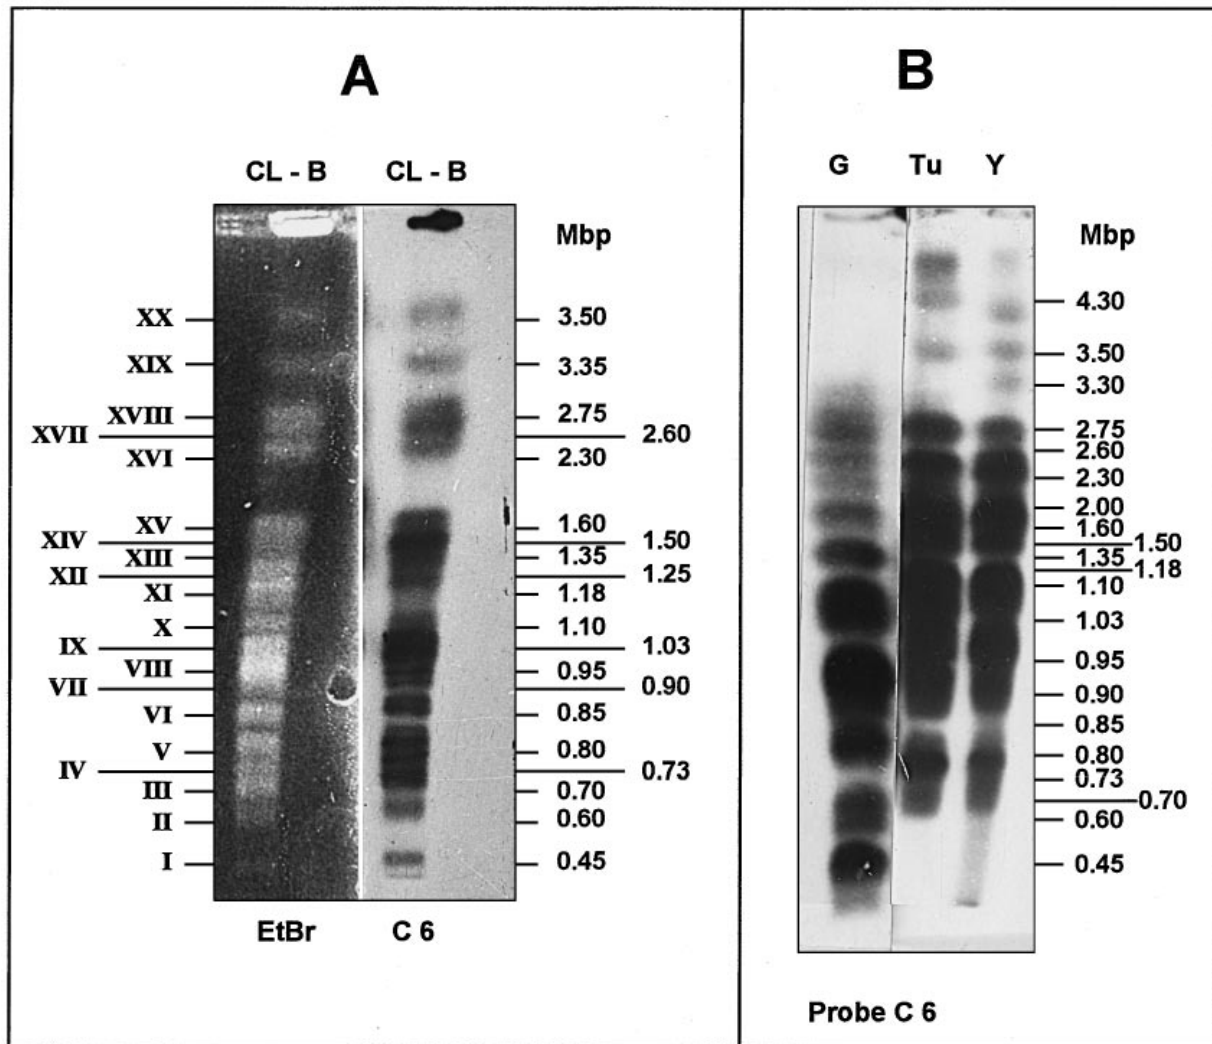 A
B
CL - B
CL - B
G
Tu
Y
Mbp
Mbp
XX
3.50
XIX
3.35
XVIII
2.75
XVII
2.60
XVI
2.30
XV
1.60
XIV
1.50
XIII
1.35
XII
1.25
XI
1.18
X
1.10
IX
1.03
VIII
0.95
VII
0.90
VI
0.85
V
0.80
IV
0.73
III
0.70
II
0.60
I
0.45
4.30
3.50
3.30
2.75
2.60
2.30
2.00
1.60
1.50
1.35
1.18
1.10
1.03
0.95
0.90
0.85
0.80
0.73
0.70
0.60
0.45
EtBr
C 6
Probe C 6